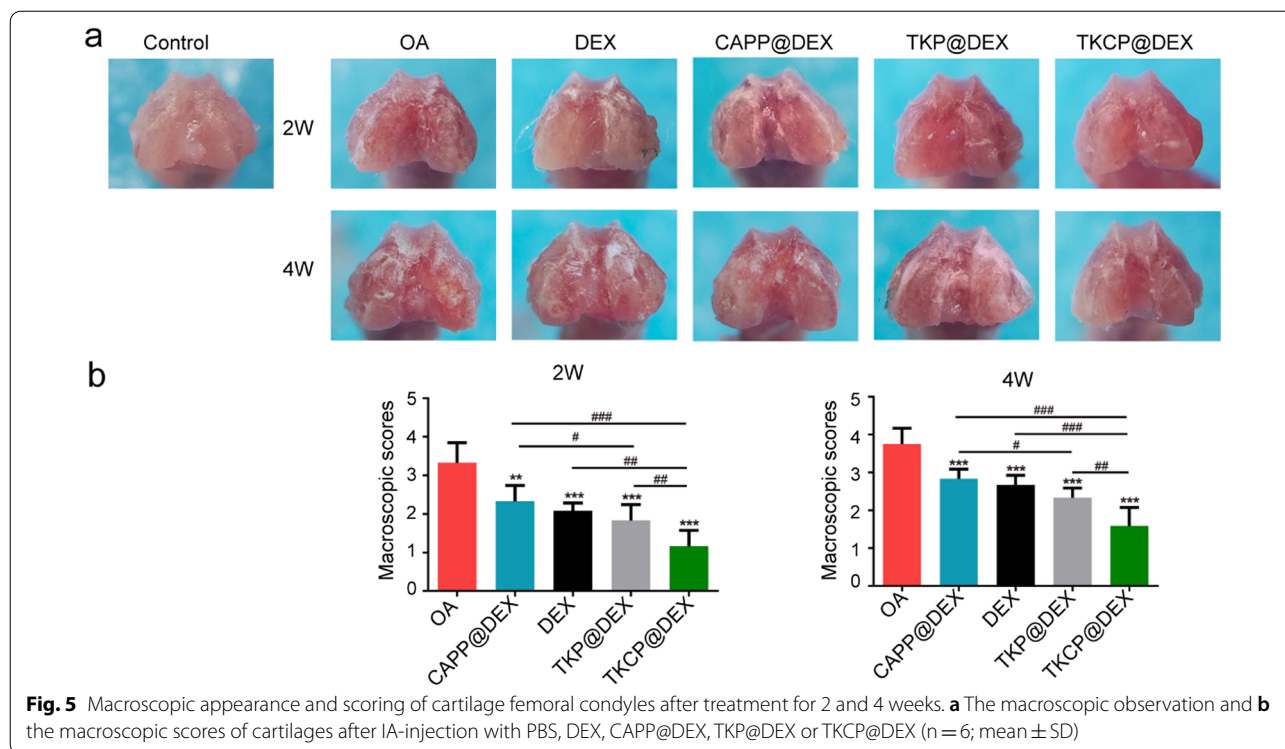 a
Control
OA
DEX
CAPP@DEX
TKP@DEX
TKCP@DEX
2W
4W
b
2W
Macroscopic scores
5
4
3
2
1
0
###
#
##
##
**
***
***
***
OA
CAPP@DEX
DEX
TKP@DEX
TKCP@DEX
4W
Macroscopic scores
5
4
3
2
1
0
###
###
#
##
***
***
***
***
OA
CAPP@DEX
DEX
TKP@DEX
TKCP@DEX
Fig. 5 Macroscopic appearance and scoring of cartilage femoral condyles after treatment for 2 and 4 weeks. a The macroscopic observation and b
the macroscopic scores of cartilages after IA-injection with PBS, DEX, CAPP@DEX, TKP@DEX or TKCP@DEX (n = 6; mean ± SD)